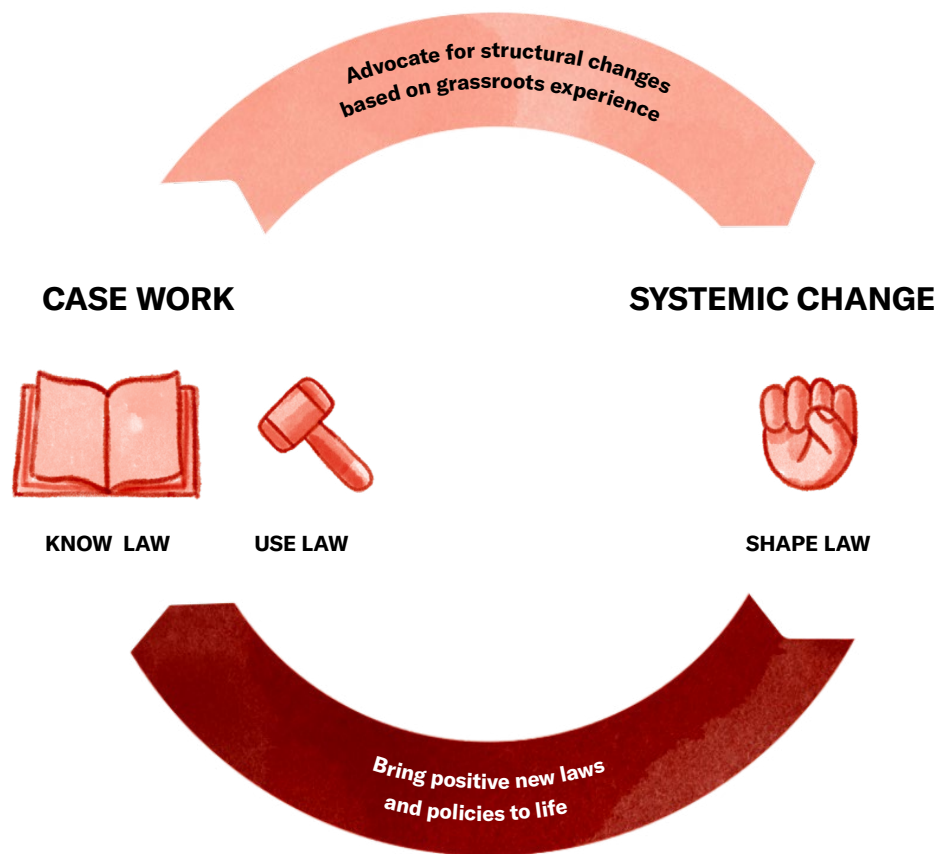 Advocate for structural changes
based on grassroots experience
CASE WORK
SYSTEMIC CHANGE
KNOW LAW
USE LAW
SHAPE LAW
Bring positive new laws
and policies to life